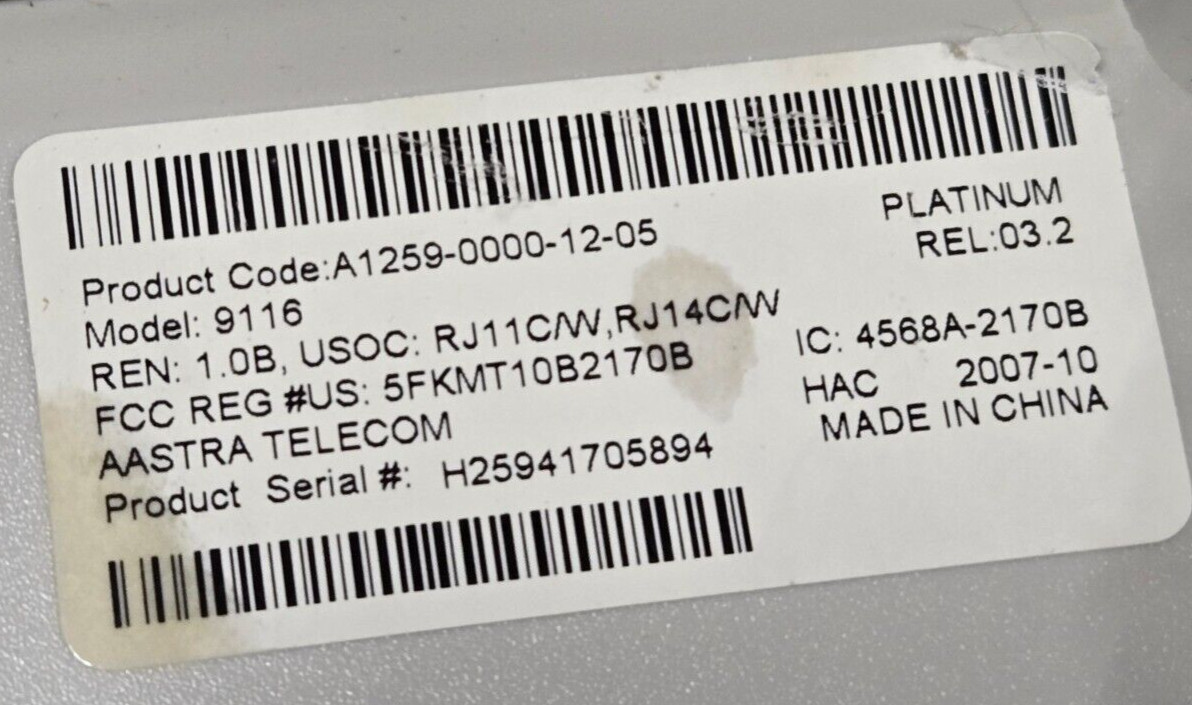 Product Code:A1259-0000-12-05
PLATINUM
REL:03.2
Model: 9116
REN: 1.0B, USOC: RJ11C/W,RJ14C/W
IC: 4568A-2170B
FCC REG #US: 5FKMT10B2170B
HAC 2007-10
AASTRA TELECOM
MADE IN CHINA
Product Serial #: H25941705894